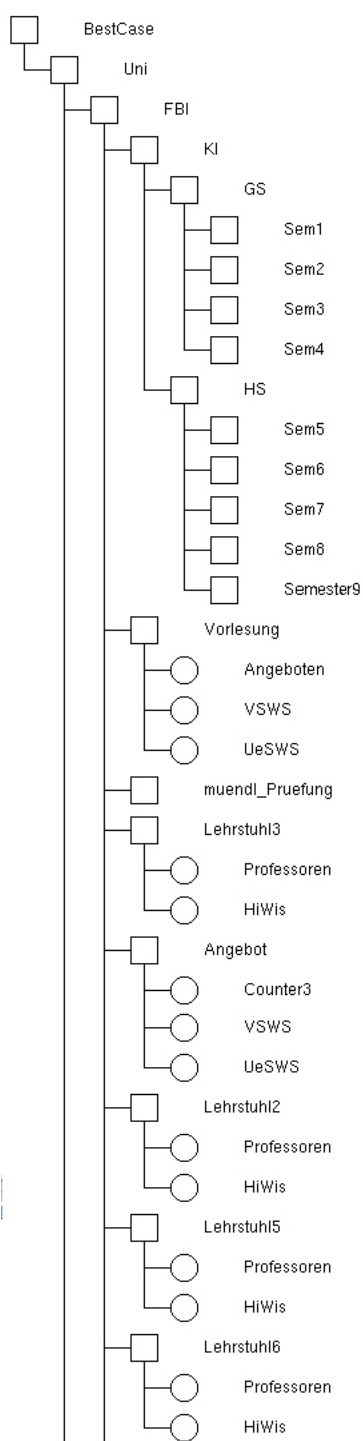 BestCase
Uni
FBI
KI
GS
Sem1
Sem2
Sem3
Sem4
HS
Sem5
Sem6
Sem7
Sem8
Semester9
Vorlesung
Angeboten
VSWS
UeSWS
muendl_Pruefung
Lehrstuhl3
Professoren
HiWis
Angebot
Counter3
VSWS
UeSWS
Lehrstuhl2
Professoren
HiWis
Lehrstuhl5
Professoren
HiWis
Lehrstuhl6
Professoren
HiWis